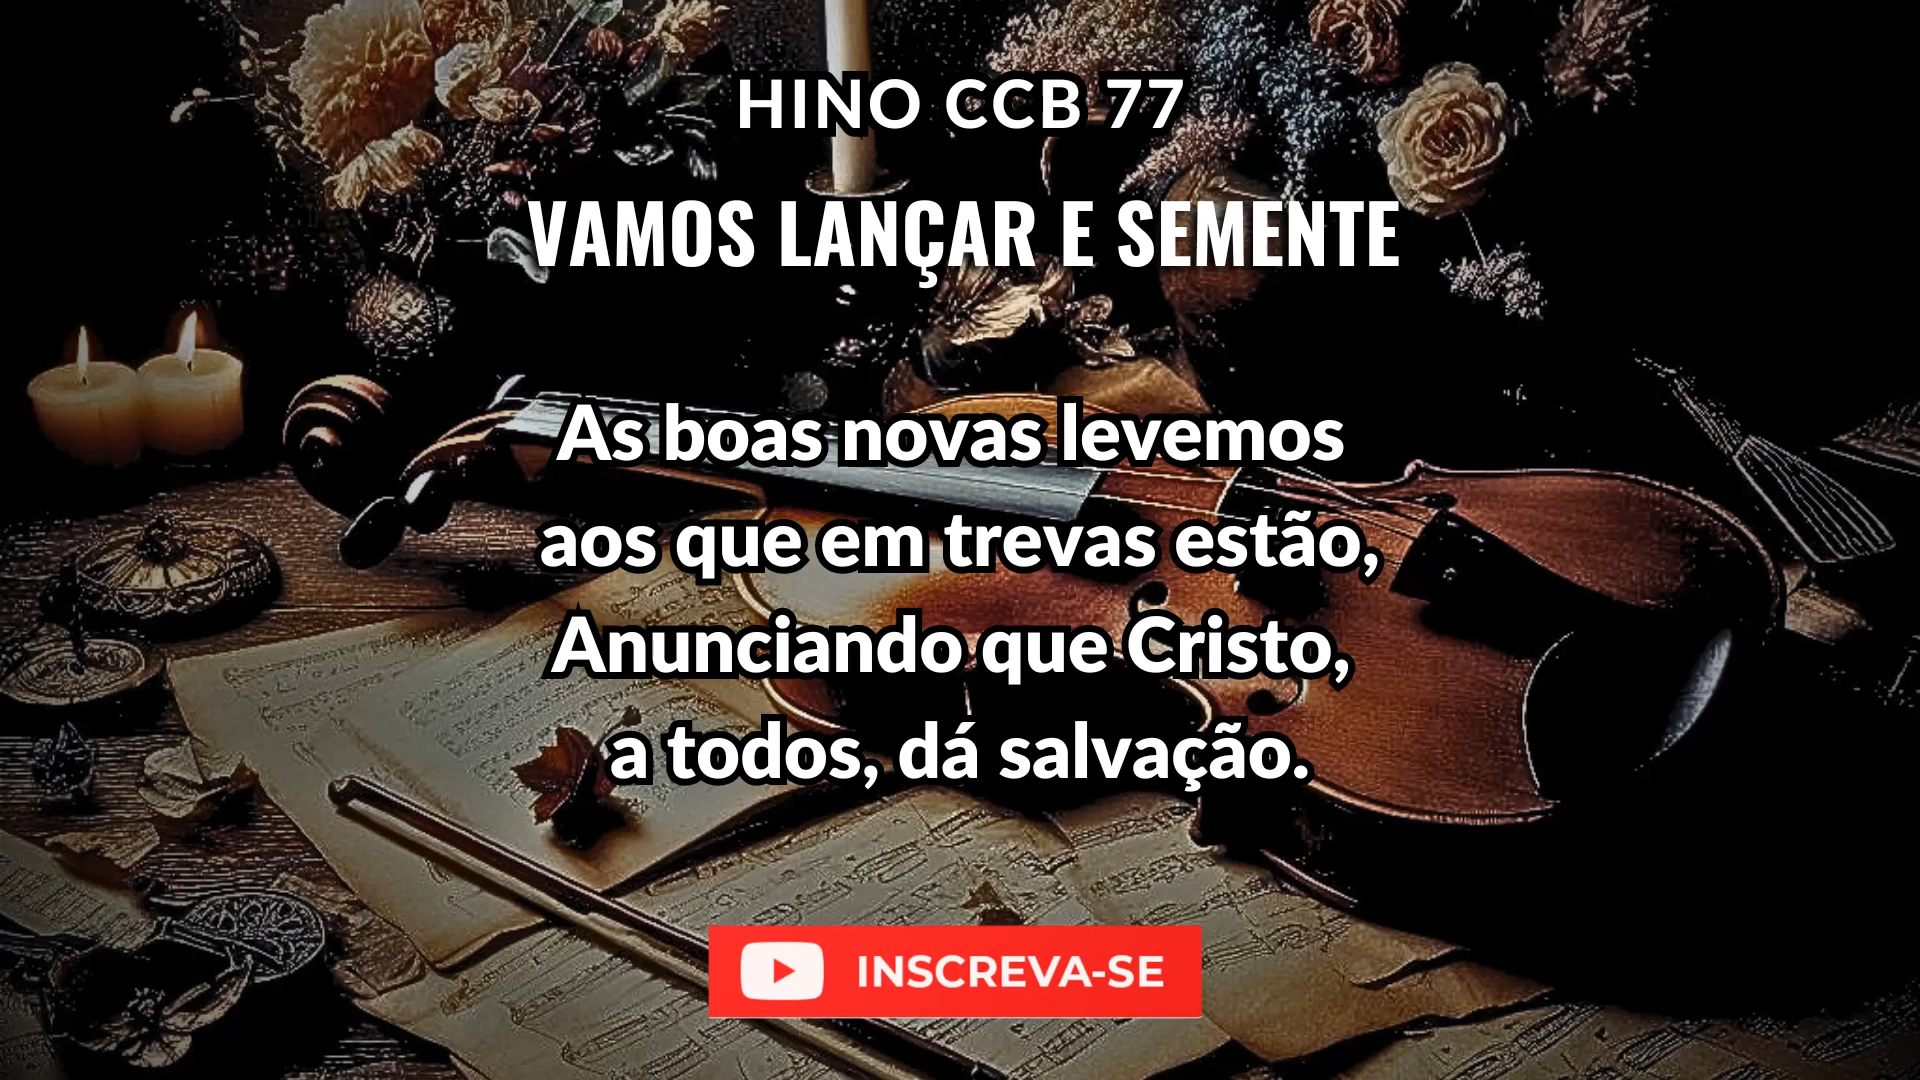 HINO CCB 77
VAMOS LANÇAR E SEMENTE
As boas novas levemos
aos que em trevas estão,
Anunciando que Cristo,
a todos, dá salvação.
INSCREVA-SE